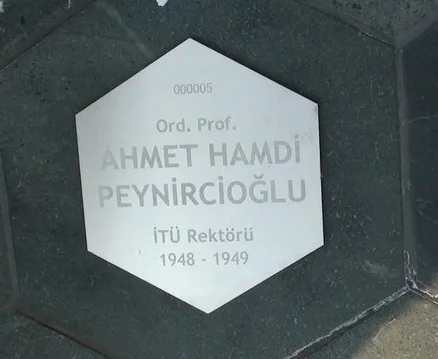 000005
Ord. Prof.
AHMET HAMDİ
PEYNİRCİOĞLU
İTÜ Rektörü
1948 - 1949